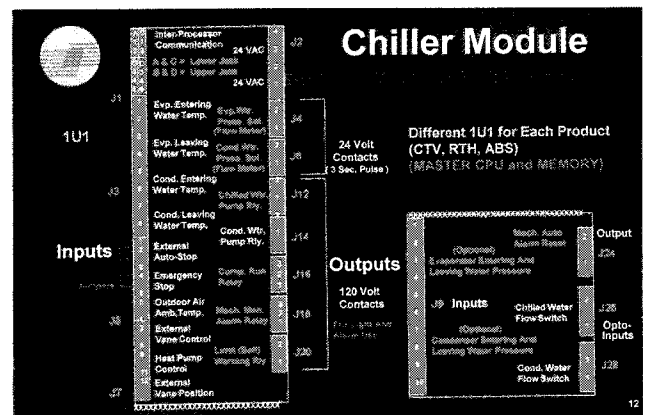 Chiller Module
Inter-Processor
Communication
24 VAC
J2
A & C = Lower Jack
B & D = Upper Jack
24 VAC
J1
1U1
Evp. Entering
Water Temp.
Evp. Wtr.
Press. Sol
(Flow Meter)
J4
Evp. Leaving
Water Temp.
Cond. Wtr.
Press. Sol
(Flow Meter)
24 Volt
Contacts
(3 Sec. Pulse)
Different 1U1 for Each Product
(CTV, RTH, ABS)
(MASTER CPU and MEMORY)
J3
Cond. Entering
Water Temp.
Chilled Wtr.
Pump Rly.
J12
Cond. Leaving
Water Temp.
Cond. Wtr.
Pump Rly.
J14
Inputs
External
Auto-Stop
Emergency
Stop
Comp. Run
Relay
J16
Outputs
120 Volt
Contacts
Outdoor Air
Amb. Temp.
Mech. Man.
Alarm Relay
J18
J5
External
Vane Control
Heat Pump
Control
Limit (Soft)
Warning Rly
J20
J7
External
Vane Position
Mech. Auto
Alarm Reset
Output
J24
(Optional)
Evaporator Entering And
Leaving Water Pressure
J9 Inputs
Chilled Water
Flow Switch
J26
Opto-
Inputs
(Optional)
Condenser Entering And
Leaving Water Pressure
Cond. Water
Flow Switch
J28
12